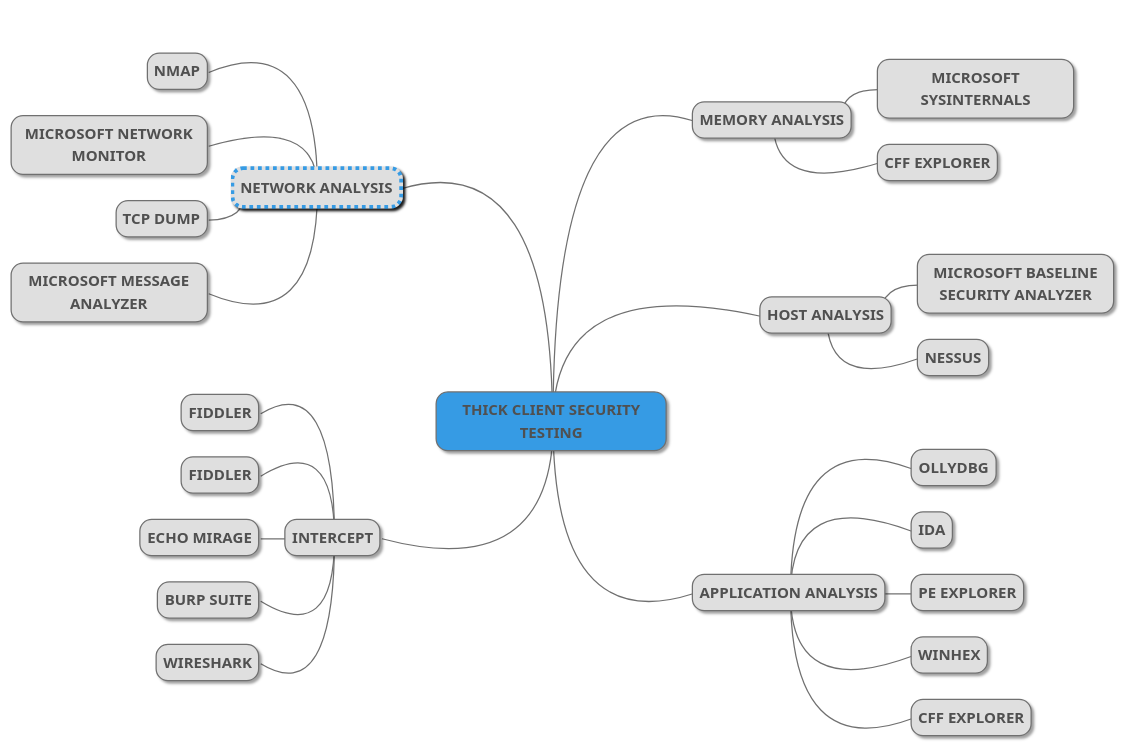 NMAP
MICROSOFT NETWORK
MONITOR
NETWORK ANALYSIS
TCP DUMP
MICROSOFT MESSAGE
ANALYZER
MICROSOFT
SYSINTERNALS
MEMORY ANALYSIS
CFF EXPLORER
MICROSOFT BASELINE
SECURITY ANALYZER
HOST ANALYSIS
NESSUS
THICK CLIENT SECURITY
TESTING
FIDDLER
FIDDLER
ECHO MIRAGE
INTERCEPT
BURP SUITE
WIRESHARK
OLLYDBG
IDA
APPLICATION ANALYSIS
PE EXPLORER
WINHEX
CFF EXPLORER